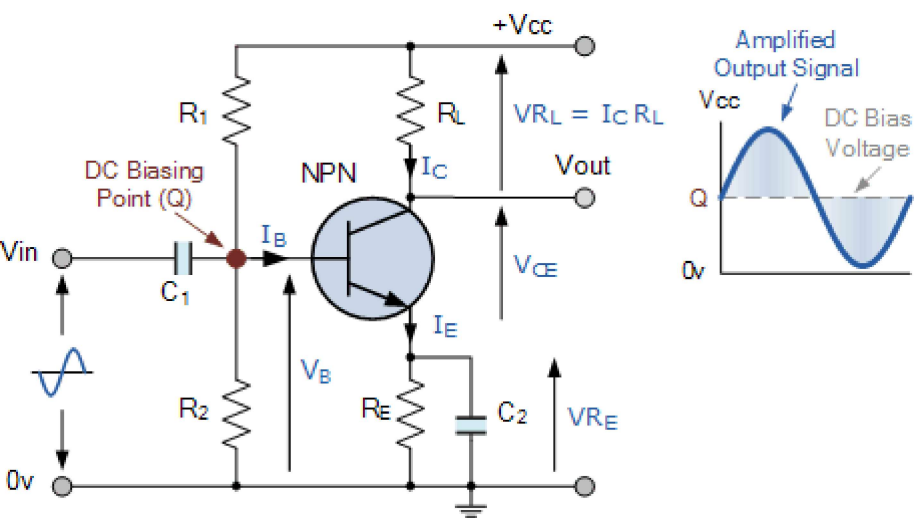 +Vcc
Amplified
Output Signal
Vcc
R1
RL
VRL = IC RL
DC Bias
Voltage
DC Biasing
Point (Q)
NPN
IC
Vout
Q
Vin
IB
VCE
0v
C1
IE
VB
R2
RE
C2
VRE
0v